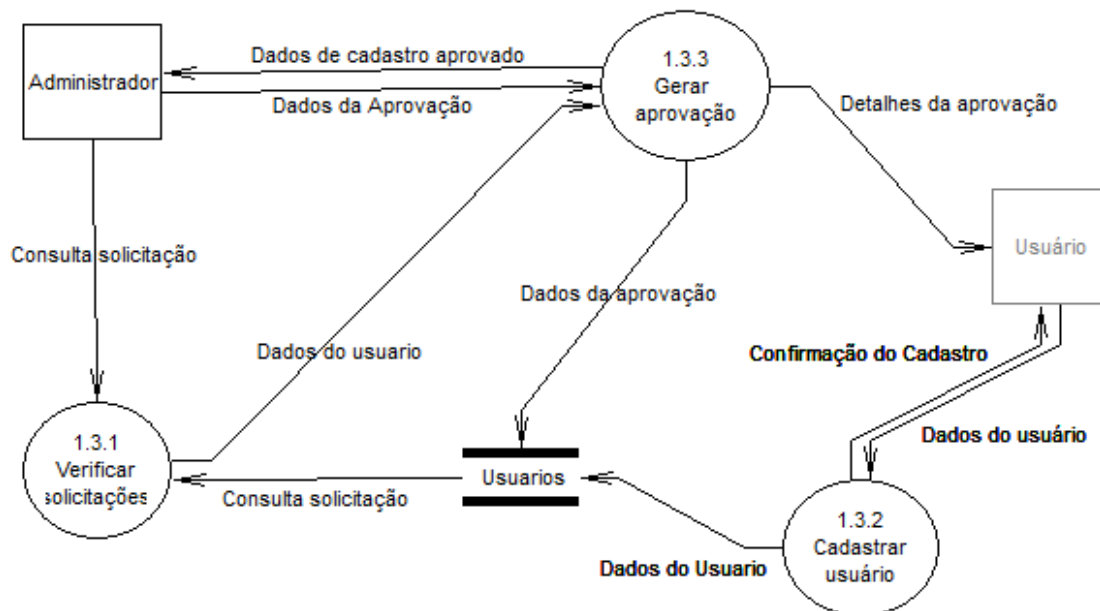 Dados de cadastro aprovado
1.3.3
Gerar
aprovação
Administrador
Dados da Aprovação
Detalhes da aprovação
Consulta solicitação
Usuário
Dados da aprovação
Dados do usuario
Confirmação do Cadastro
1.3.1
Verificar
solicitações
Dados do usuário
Usuarios
Consulta solicitação
1.3.2
Cadastrar
usuário
Dados do Usuario